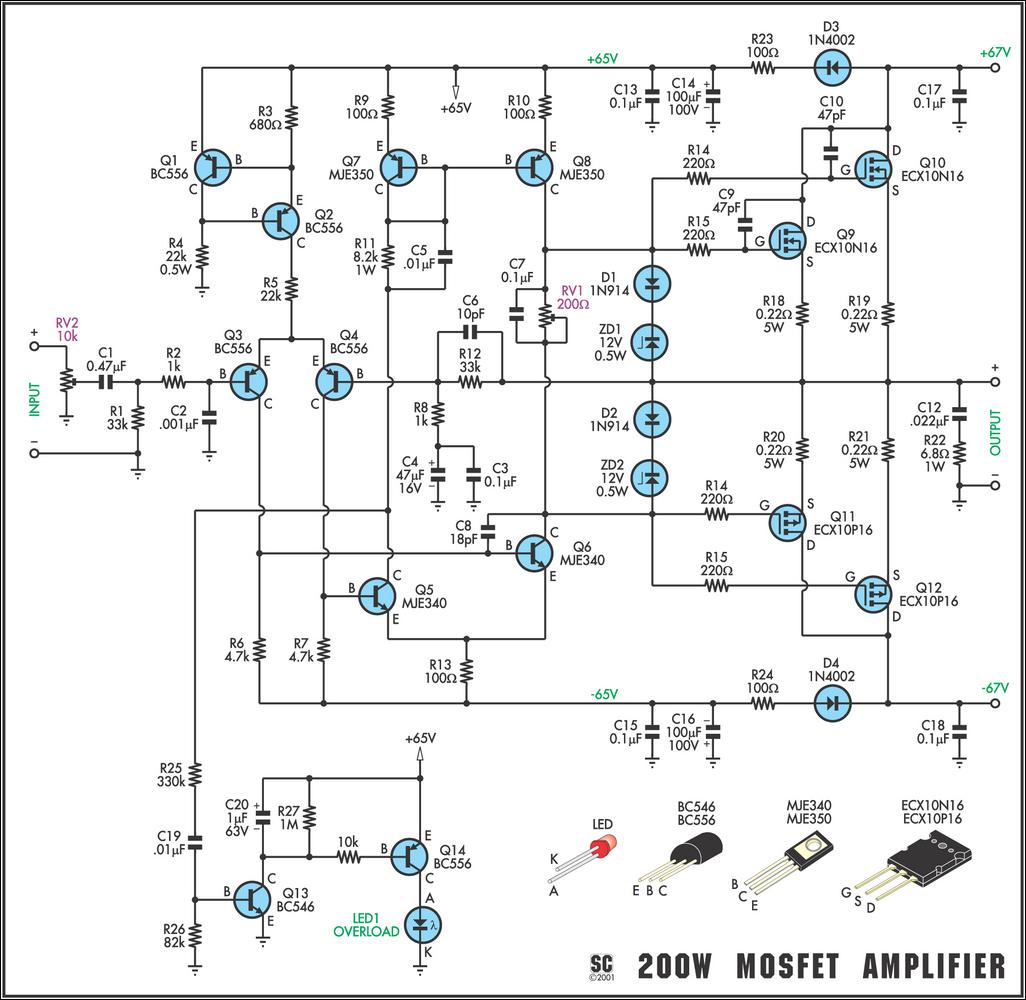 D3
1N4002
R23
100Ω
+67V
+65V
R3
680Ω
R9
100Ω
+65V
R10
100Ω
C13
0.1µF
C14
100µF
100V
+
−
C10
47pF
C17
0.1µF
Q1
BC556
E
B
C
Q7
MJE350
E
B
C
E
C
Q8
MJE350
R14
220Ω
G
D
S
Q10
ECX10N16
E
B
C
Q2
BC556
R4
22k
0.5W
R11
8.2k
1W
C5
.01µF
C9
47pF
R15
220Ω
G
D
S
Q9
ECX10N16
R5
22k
C7
0.1µF
RV1
200Ω
D1
1N914
R18
0.22Ω
5W
R19
0.22Ω
5W
C6
10pF
ZD1
12V
0.5W
RV2
10k
+
INPUT
−
C1
0.47µF
R2
1k
Q3
BC556
B
E
C
Q4
BC556
E
B
C
R12
33k
R1
33k
C2
.001µF
R8
1k
D2
1N914
+
OUTPUT
−
C12
.022µF
R22
6.8Ω
1W
R20
0.22Ω
5W
R21
0.22Ω
5W
C4
47µF
16V
+
−
C3
0.1µF
ZD2
12V
0.5W
R14
220Ω
G
S
D
Q11
ECX10P16
C8
18pF
B
C
E
Q6
MJE340
R15
220Ω
G
S
D
Q12
ECX10P16
B
C
E
Q5
MJE340
R6
4.7k
R7
4.7k
R13
100Ω
-65V
R24
100Ω
D4
1N4002
-67V
C15
0.1µF
C16
100µF
100V
−
+
C18
0.1µF
+65V
R25
330k
C20
1µF
63V
+
−
R27
1M
C19
.01µF
10k
B
E
C
Q14
BC556
B
C
E
Q13
BC546
R26
82k
LED1
OVERLOAD
A
λ
K
LED
K
A
BC546
BC556
E B C
MJE340
MJE350
B
C
E
ECX10N16
ECX10P16
G
S
D
SC
©2001
200W MOSFET AMPLIFIER